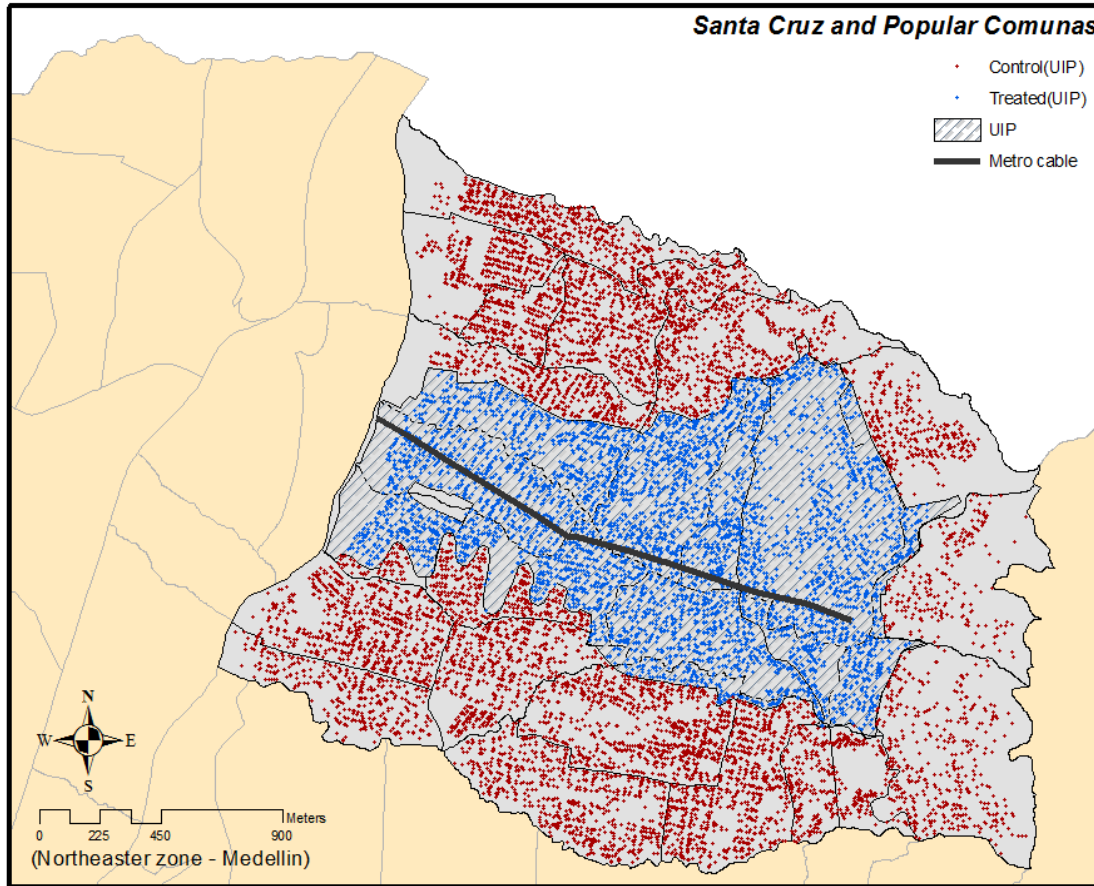 Santa Cruz and Popular Comunas
Control(UIP)
Treated(UIP)
UIP
Metro cable
N
W E
S
Meters
0 225 450 900
(Northeaster zone - Medellin)